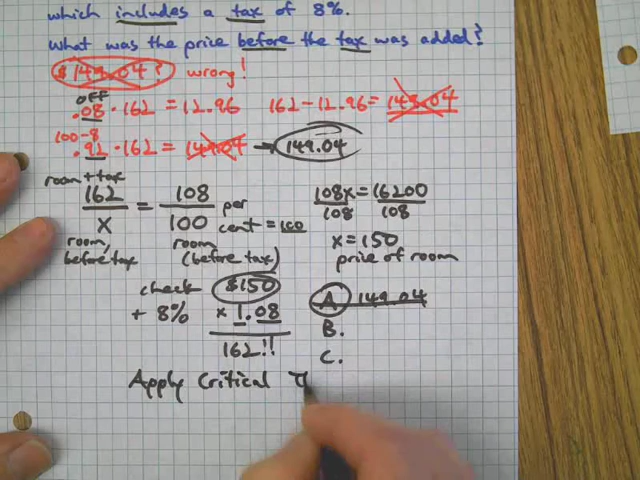 which includes a tax of 8%.
What was the price before the tax was added?
$149.04? wrong!
off
.08 · 162 = 12.96 162 - 12.96 = 149.04
100-8
.92 · 162 = 149.04 → 149.04
room + tax
162/x = 108/100 per cent = 100 108x/108 = 16200/108
room, before tax room (before tax) x = 150
price of room
check $150 A 149.04
+ 8% × 1.08 B.
162!! C.
Apply Critical T